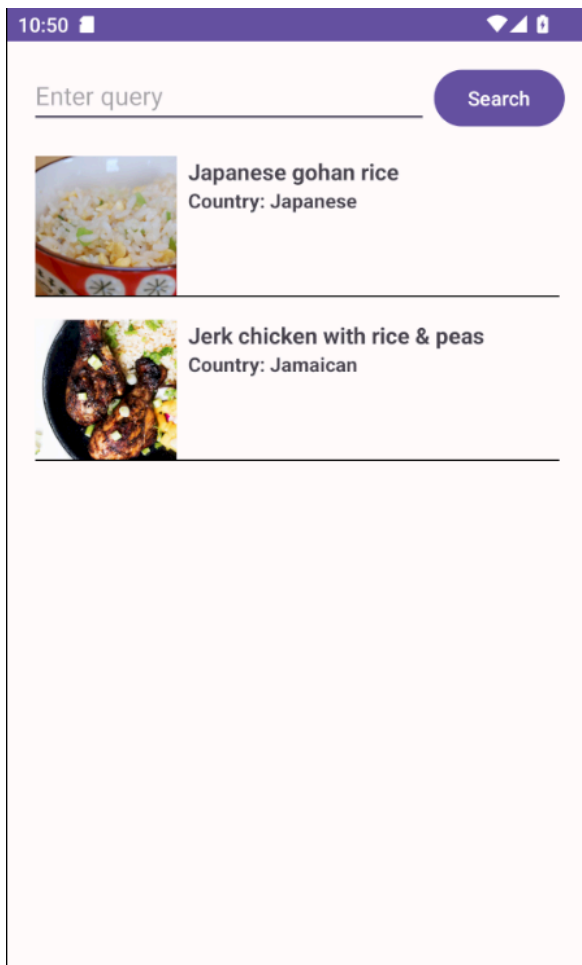 10:50
Enter query
Search
Japanese gohan rice
Country: Japanese
Jerk chicken with rice & peas
Country: Jamaican